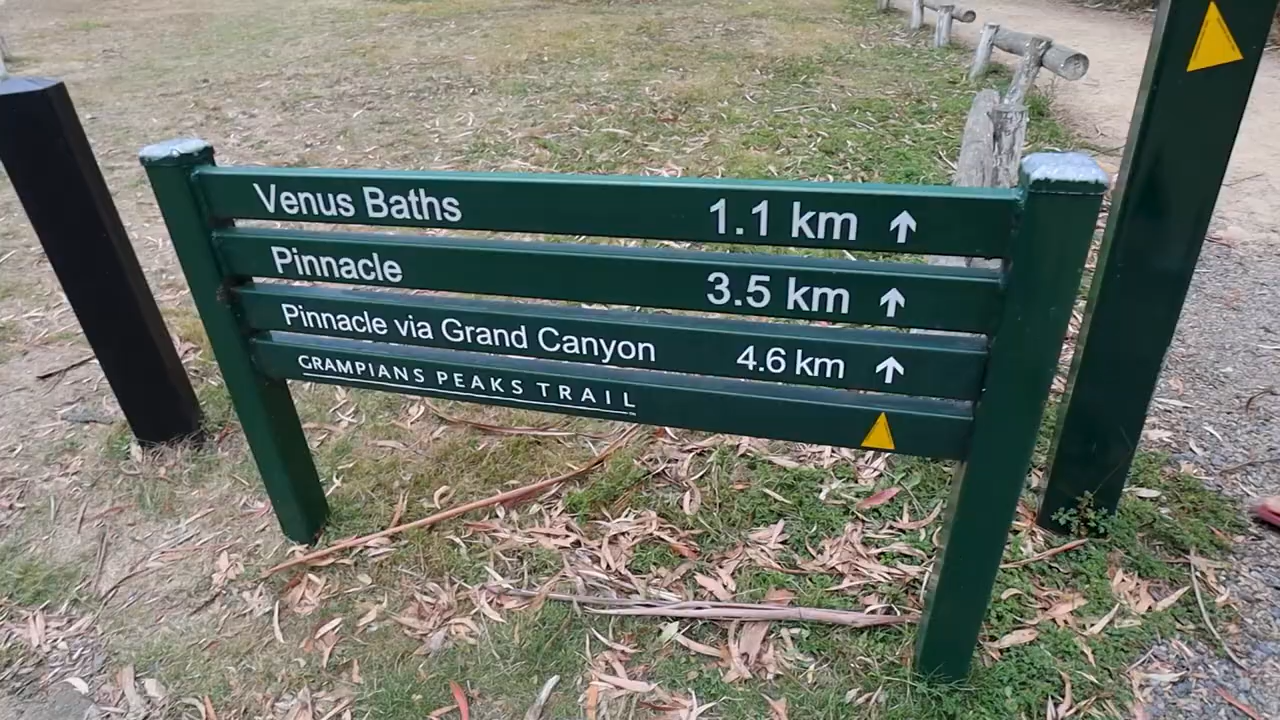 Venus Baths 1.1 km ↑
Pinnacle 3.5 km ↑
Pinnacle via Grand Canyon 4.6 km ↑
GRAMPIANS PEAKS TRAIL